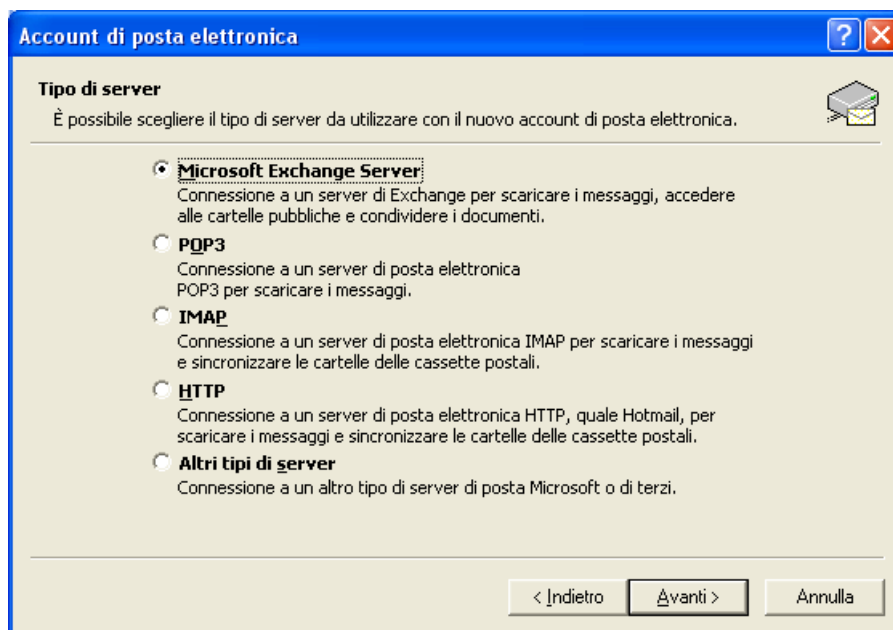 Account di posta elettronica
Tipo di server
È possibile scegliere il tipo di server da utilizzare con il nuovo account di posta elettronica.
Microsoft Exchange Server
Connessione a un server di Exchange per scaricare i messaggi, accedere
alle cartelle pubbliche e condividere i documenti.
POP3
Connessione a un server di posta elettronica
POP3 per scaricare i messaggi.
IMAP
Connessione a un server di posta elettronica IMAP per scaricare i messaggi
e sincronizzare le cartelle delle cassette postali.
HTTP
Connessione a un server di posta elettronica HTTP, quale Hotmail, per
scaricare i messaggi e sincronizzare le cartelle delle cassette postali.
Altri tipi di server
Connessione a un altro tipo di server di posta Microsoft o di terzi.
< Indietro
Avanti >
Annulla